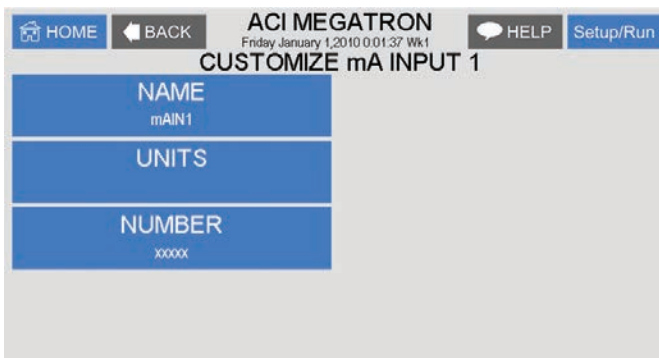 HOME
BACK
ACI MEGATRON
Friday January 1,2010 0:01:37 Wk1
HELP
Setup/Run
CUSTOMIZE mA INPUT 1
NAME
mAIN1
UNITS
NUMBER
xxxxx